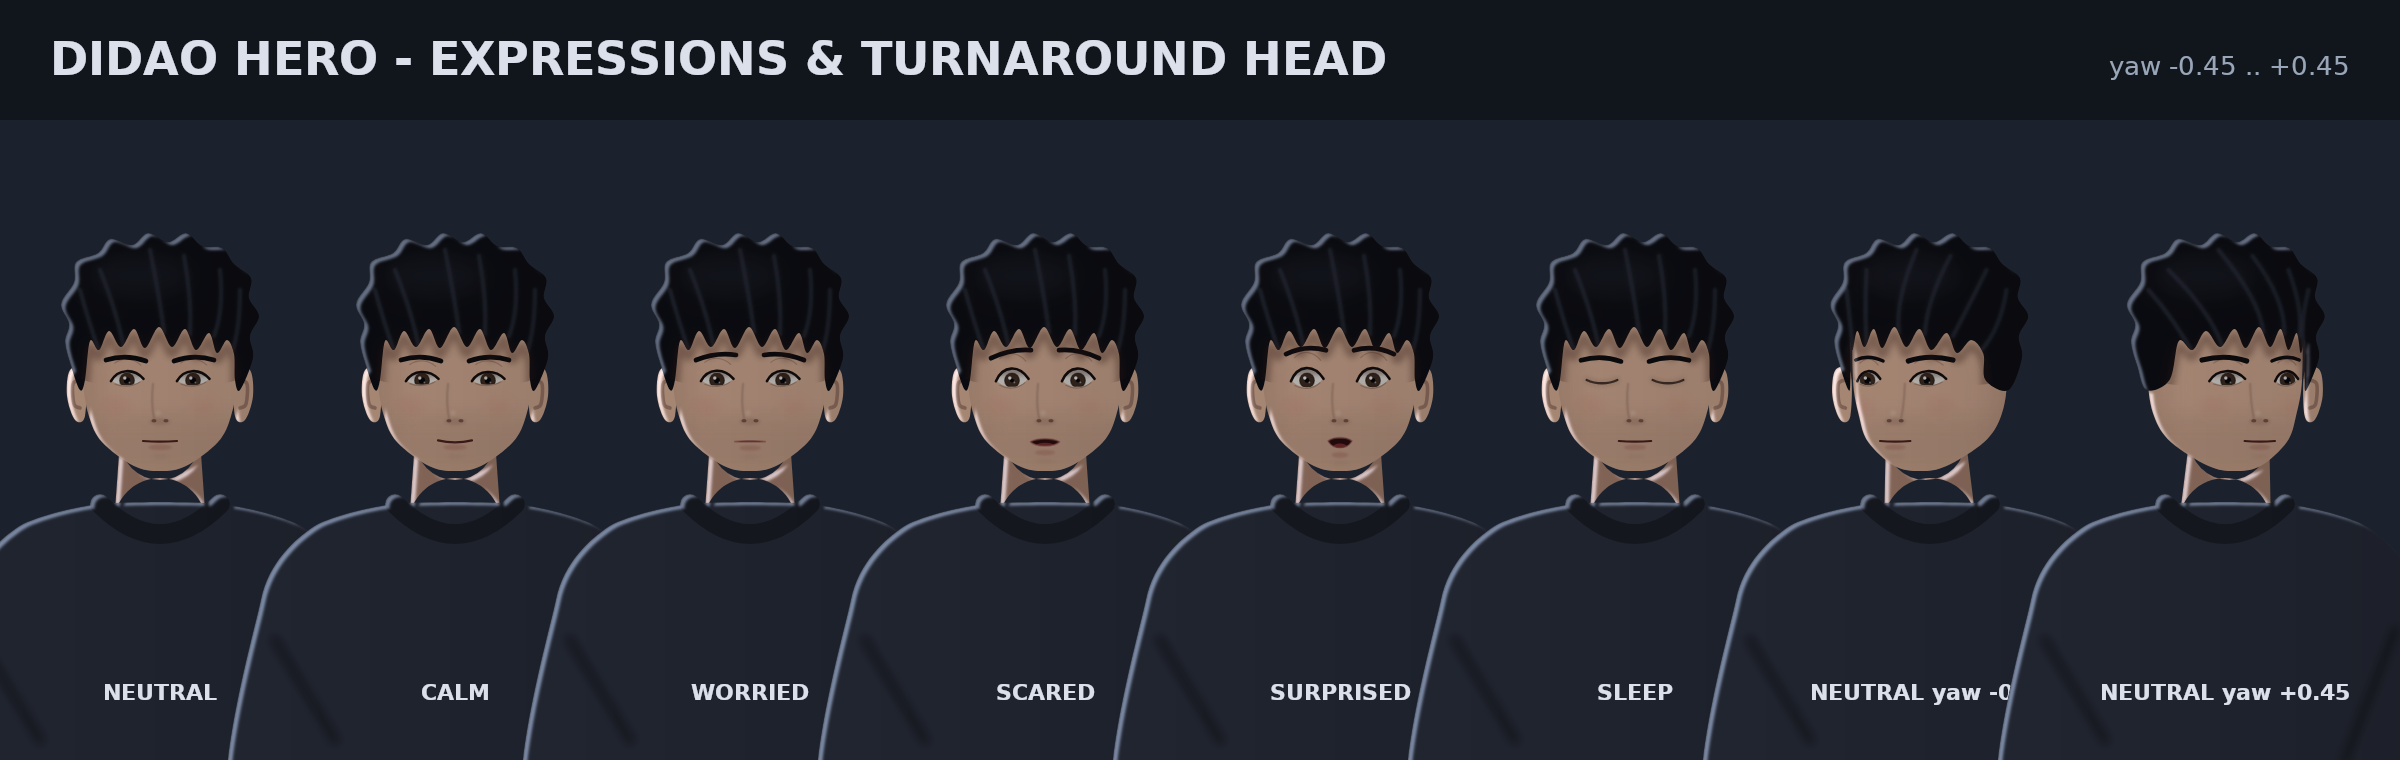 DIDAO HERO - EXPRESSIONS & TURNAROUND HEAD
yaw -0.45 .. +0.45
NEUTRAL
CALM
WORRIED
SCARED
SURPRISED
SLEEP
NEUTRAL yaw -0
NEUTRAL yaw +0.45